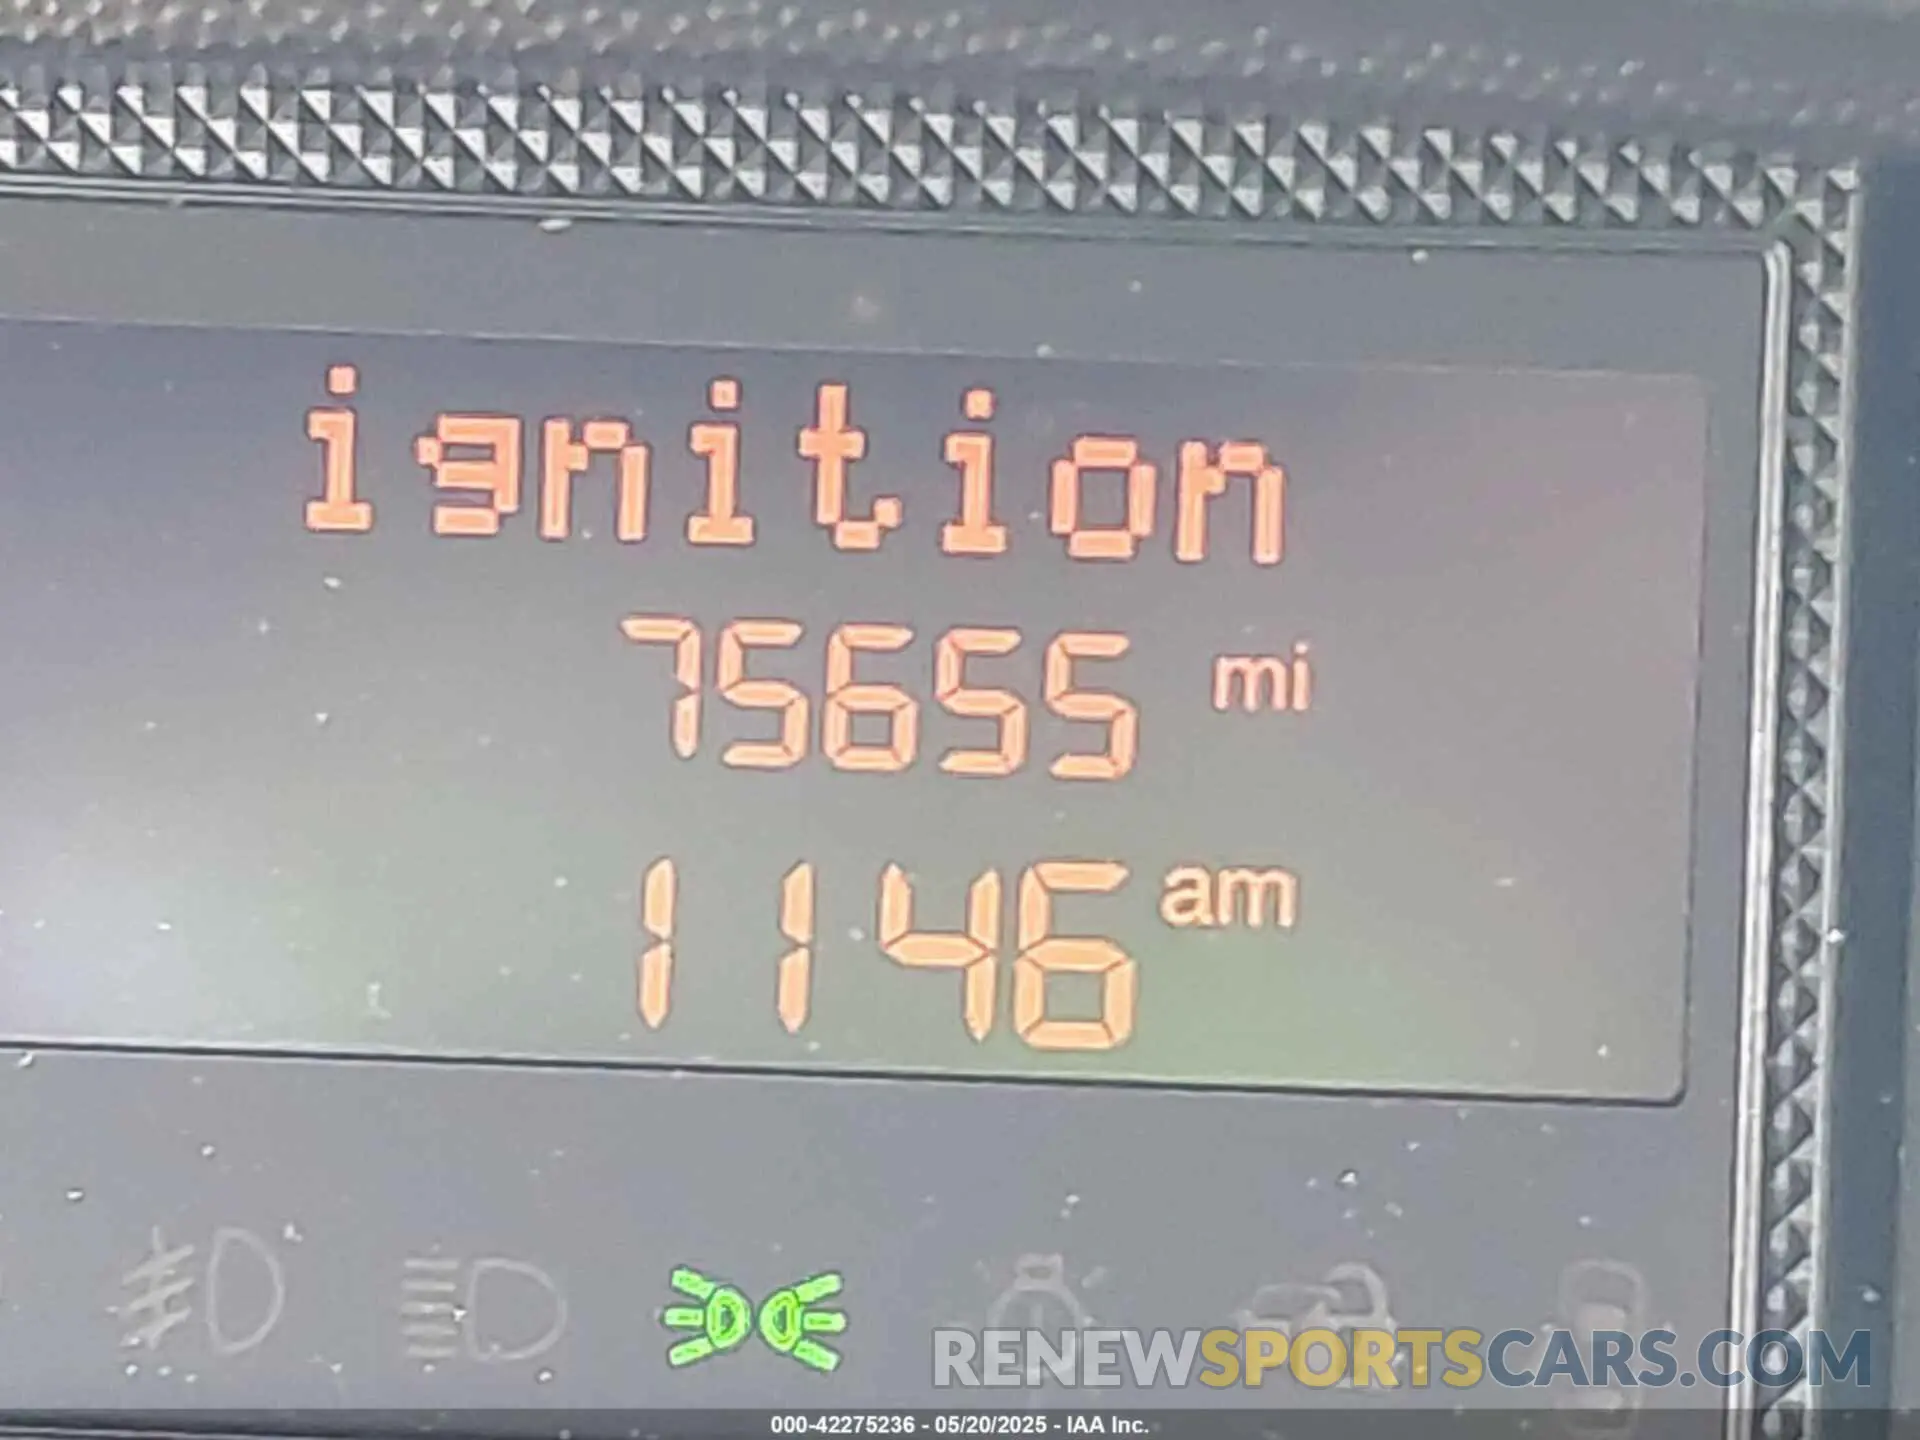 ignition
75655 mi
1146 am
RENEWSPORTSCARS.COM
000-42275236 - 05/20/2025 - IAA Inc.